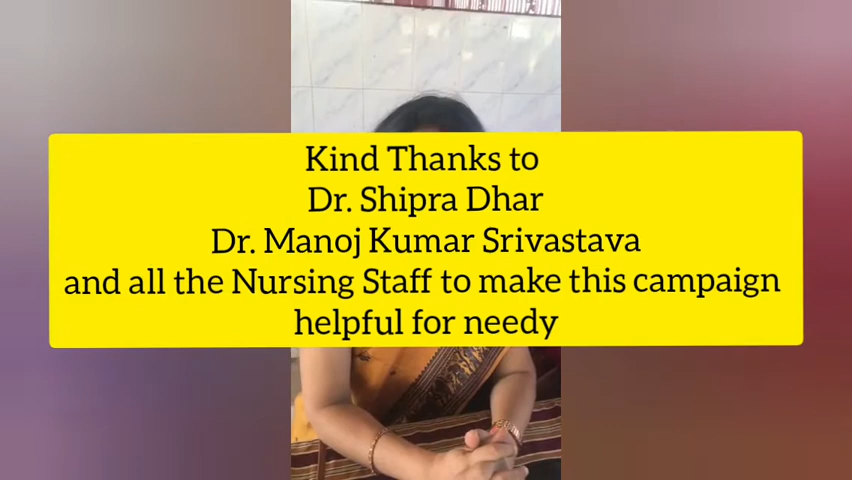 Kind Thanks to
Dr. Shipra Dhar
Dr. Manoj Kumar Srivastava
and all the Nursing Staff to make this campaign
helpful for needy